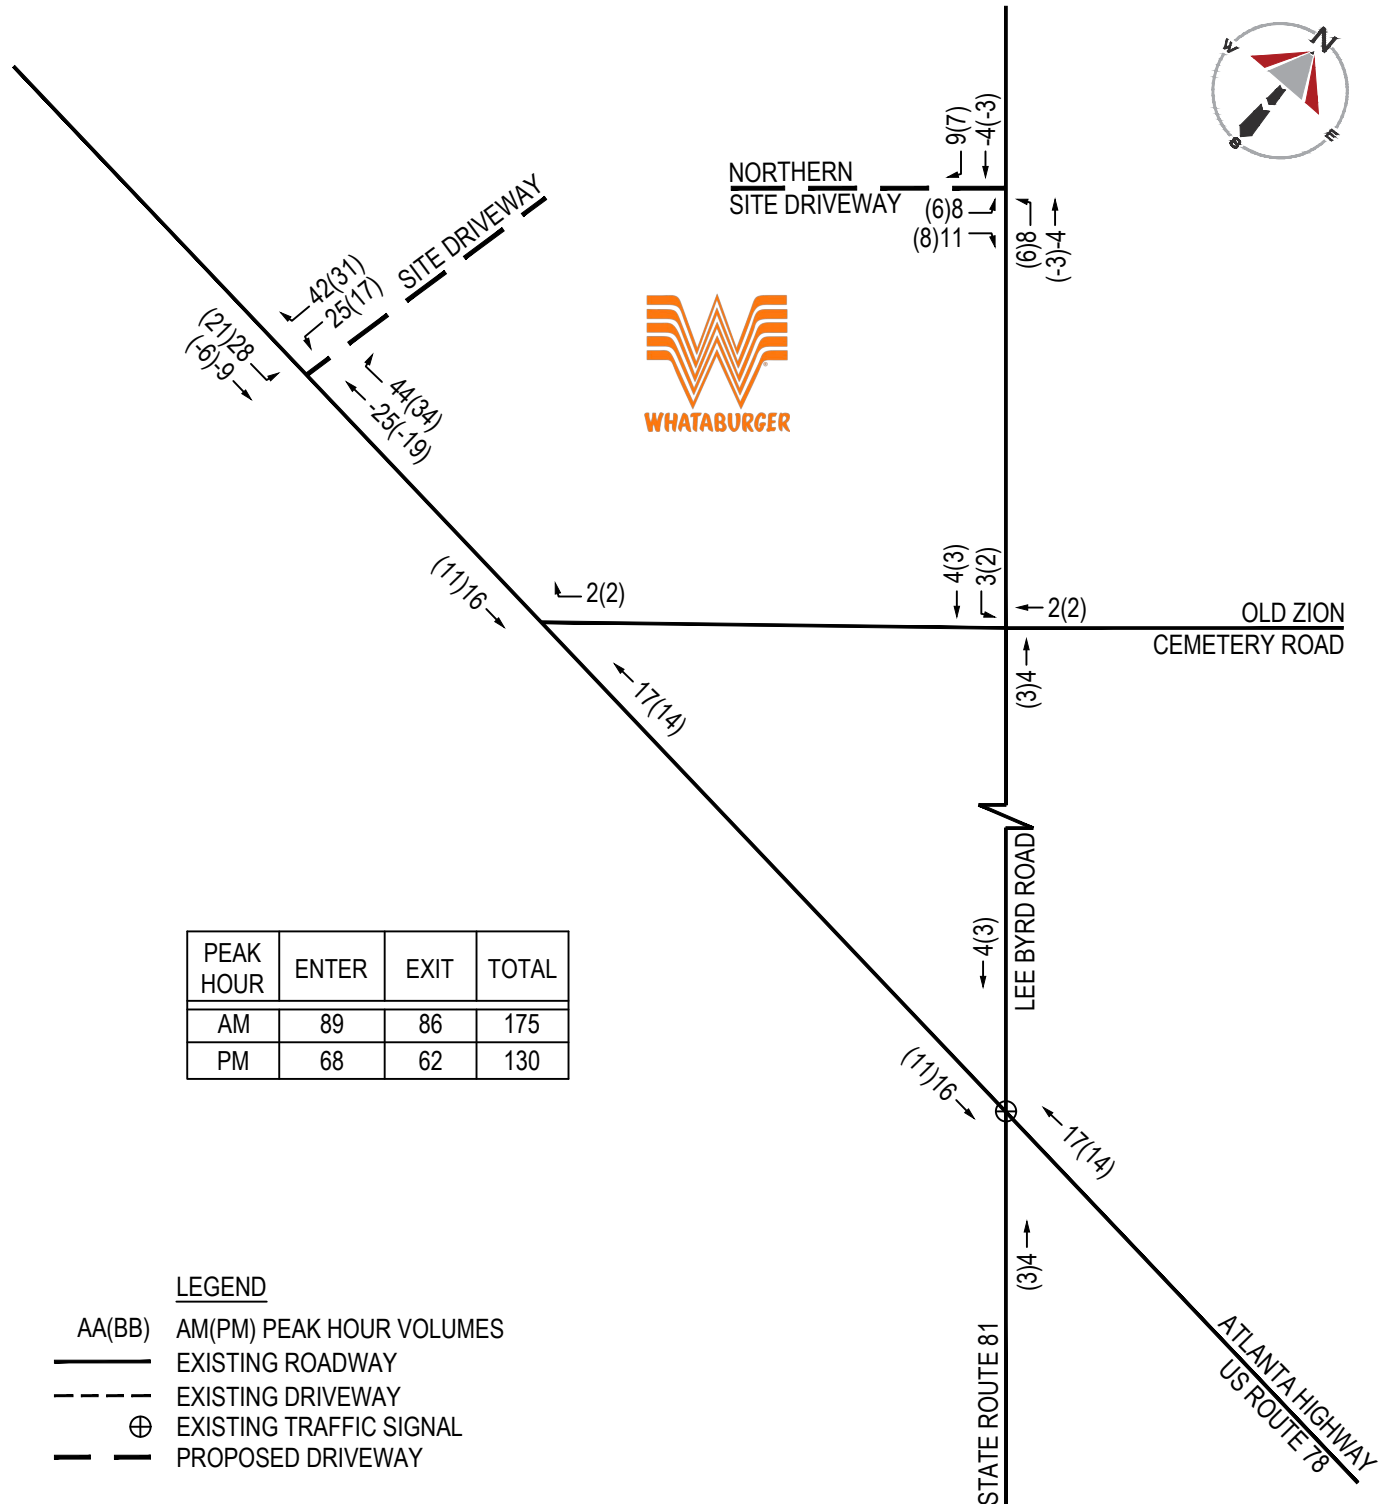 N
W
E
S
9(7)
-4(-3)
NORTHERN
SITE DRIVEWAY
(6)8
(8)11
(6)8
(-3)-4
SITE DRIVEWAY
42(31)
25(17)
(21)28
(-6)-9
44(34)
-25(-19)
WHATABURGER
(11)16
2(2)
4(3)
3(2)
2(2)
OLD ZION
CEMETERY ROAD
(3)4
17(14)
LEE BYRD ROAD
4(3)
PEAK HOUR ENTER EXIT TOTAL
AM 89 86 175
PM 68 62 130
(11)16
17(14)
(3)4
STATE ROUTE 81
ATLANTA HIGHWAY
US ROUTE 78
LEGEND
AA(BB) AM(PM) PEAK HOUR VOLUMES
EXISTING ROADWAY
EXISTING DRIVEWAY
EXISTING TRAFFIC SIGNAL
PROPOSED DRIVEWAY